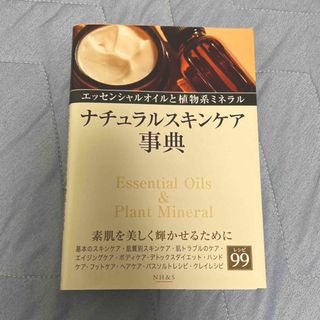 エッセンシャルオイルと植物系ミネラル
ナチュラルスキンケア
事典
Essential Oils
&
Plant Mineral
素肌を美しく輝かせるために
基本のスキンケア・肌質別スキンケア・肌トラブルのケア・
エイジングケア・ボディケア・デトックスダイエット・ハンド
ケア・フットケア・ヘアケア・バスソルトレシピ・クレイレシピ
レシピ
99
NH&S